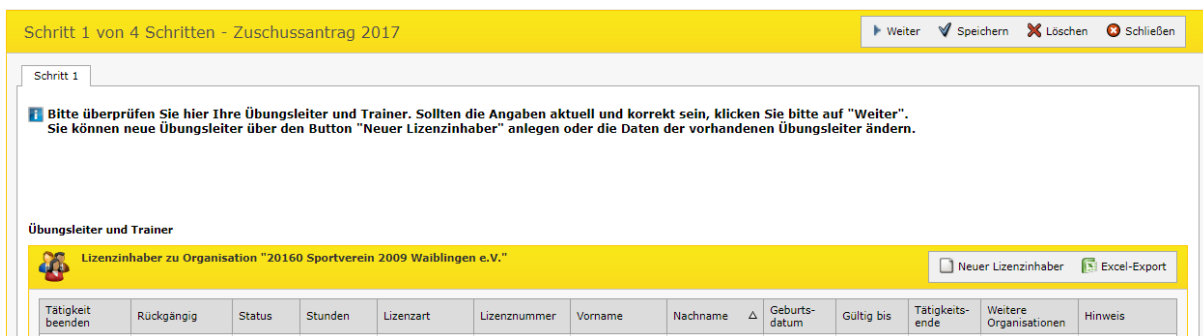 Schritt 1 von 4 Schritten - Zuschussantrag 2017
Weiter Speichern Löschen Schließen
Schritt 1
Bitte überprüfen Sie hier Ihre Übungsleiter und Trainer. Sollten die Angaben aktuell und korrekt sein, klicken Sie bitte auf "Weiter".
Sie können neue Übungsleiter über den Button "Neuer Lizenzinhaber" anlegen oder die Daten der vorhandenen Übungsleiter ändern.
Übungsleiter und Trainer
Lizenzinhaber zu Organisation "20160 Sportverein 2009 Waiblingen e.V."
Neuer Lizenzinhaber Excel-Export
Tätigkeit
beenden
Rückgängig
Status
Stunden
Lizenzart
Lizenznummer
Vorname
Nachname
Geburts-
datum
Gültig bis
Tätigkeits-
ende
Weitere
Organisationen
Hinweis